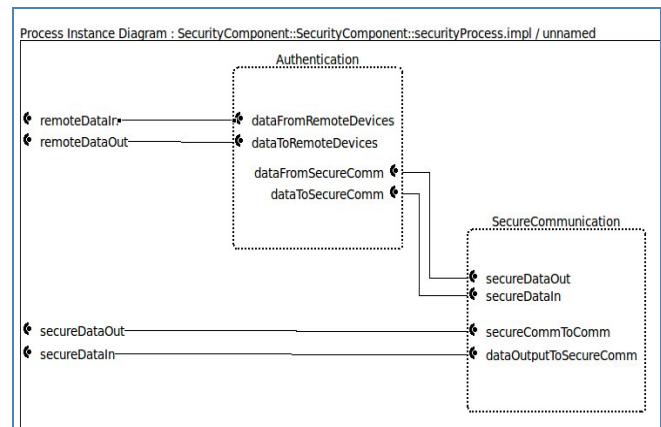 Process Instance Diagram : SecurityComponent::SecurityComponent::securityProcess.impl / unnamed
Authentication
remoteDataIn
dataFromRemoteDevices
remoteDataOut
dataToRemoteDevices
dataFromSecureComm
dataToSecureComm
SecureCommunication
secureDataOut
secureDataIn
secureDataOut
secureCommToComm
secureDataIn
dataOutputToSecureComm